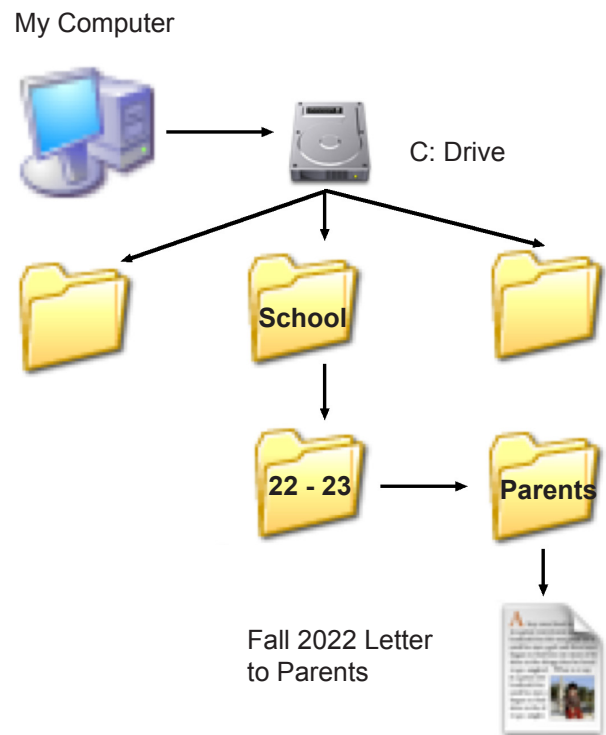 My Computer
C: Drive
School
22 - 23
Parents
Fall 2022 Letter
to Parents